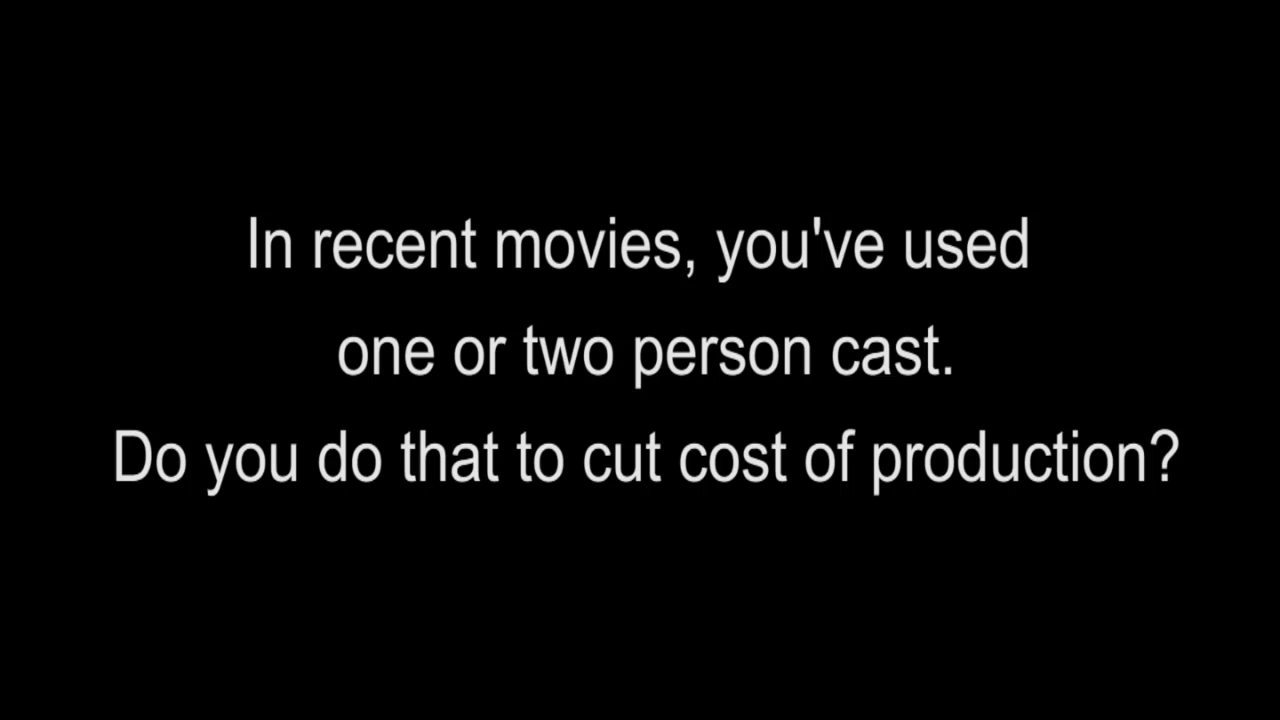 In recent movies, you've used
one or two person cast.
Do you do that to cut cost of production?